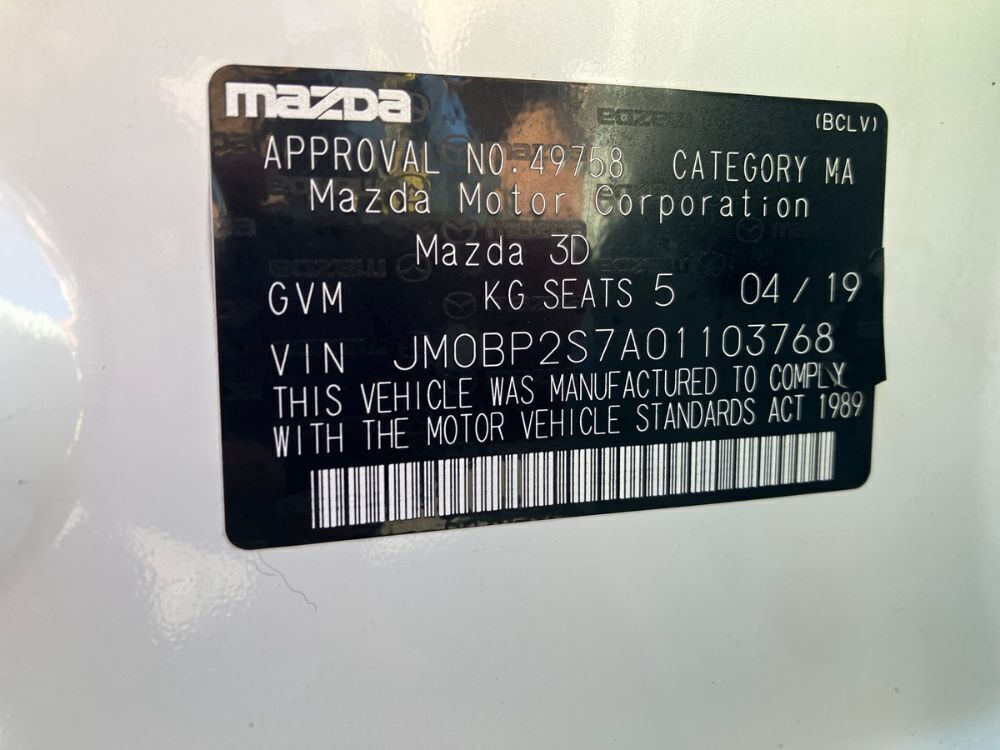 mazda
(BCLV)
APPROVAL NO. 49758 CATEGORY MA
Mazda Motor Corporation
Mazda 3D
GVM KG SEATS 5 04 / 19
VIN JM0BP2S7A01103768
THIS VEHICLE WAS MANUFACTURED TO COMPLY
WITH THE MOTOR VEHICLE STANDARDS ACT 1989